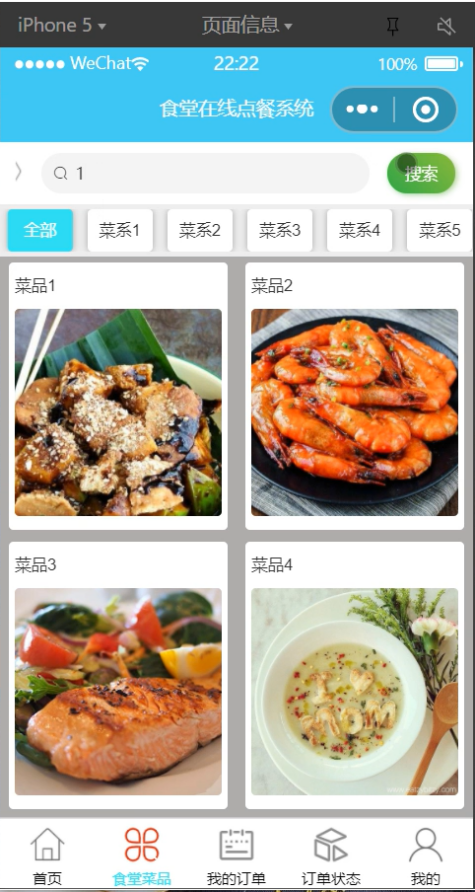 iPhone 5 页面信息
WeChat 22:22 100%
食堂在线点餐系统
1 搜索
全部 菜系1 菜系2 菜系3 菜系4 菜系5
菜品1 菜品2
菜品3 菜品4
首页 食堂菜品 我的订单 订单状态 我的